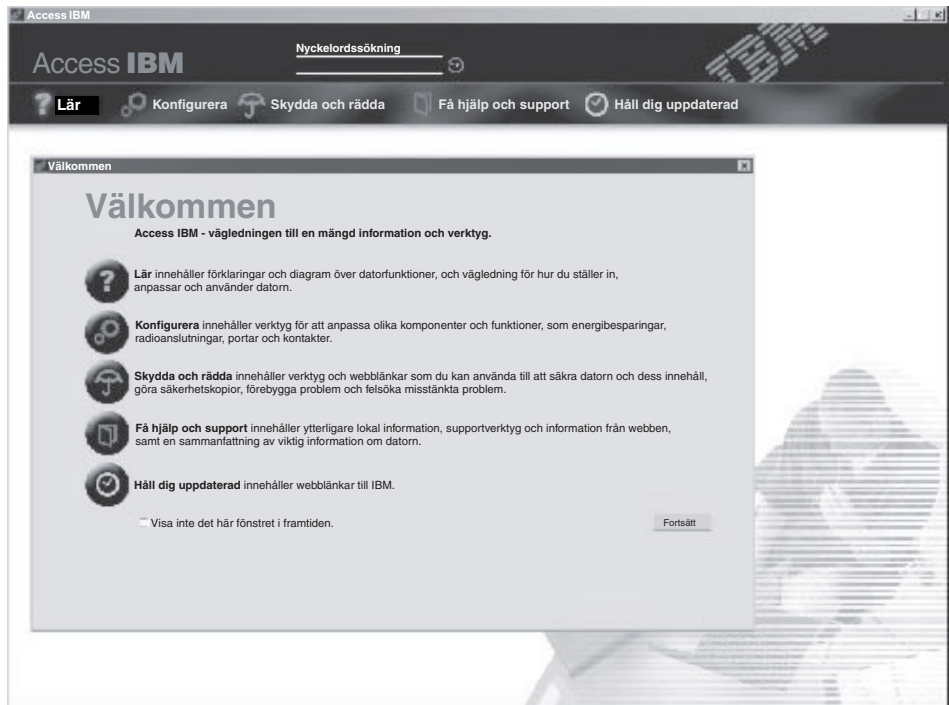 Access IBM
Nyckelordssökning
Access IBM
IBM
Lär Konfigurera Skydda och rädda Få hjälp och support Håll dig uppdaterad
Välkommen
Välkommen
Access IBM - vägledningen till en mängd information och verktyg.
Lär innehåller förklaringar och diagram över datorfunktioner, och vägledning för hur du ställer in,
anpassar och använder datorn.
Konfigurera innehåller verktyg för att anpassa olika komponenter och funktioner, som energibesparingar,
radioanslutningar, portar och kontakter.
Skydda och rädda innehåller verktyg och webblänkar som du kan använda till att säkra datorn och dess innehåll,
göra säkerhetskopior, förebygga problem och felsöka misstänkta problem.
Få hjälp och support innehåller ytterligare lokal information, supportverktyg och information från webben,
samt en sammanfattning av viktig information om datorn.
Håll dig uppdaterad innehåller webblänkar till IBM.
Visa inte det här fönstret i framtiden.
Fortsätt